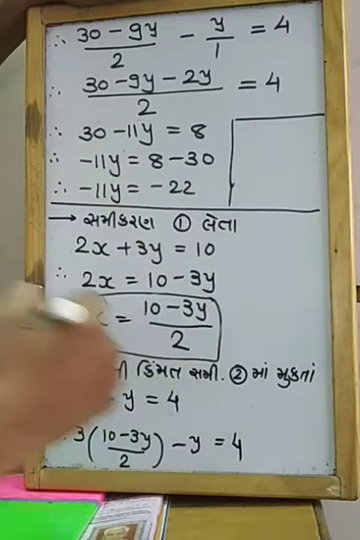 ∴ 30 - 9y / 2 - y / 1 = 4
∴ 30 - 9y - 2y / 2 = 4
∴ 30 - 11y = 8
∴ -11y = 8 - 30
∴ -11y = -22
→ સમીકરણ ① લેતા
2x + 3y = 10
∴ 2x = 10 - 3y
= 10 - 3y / 2
કિંમત સમી. ② માં મુકતાં
- y = 4
3 (10 - 3y / 2) - y = 4